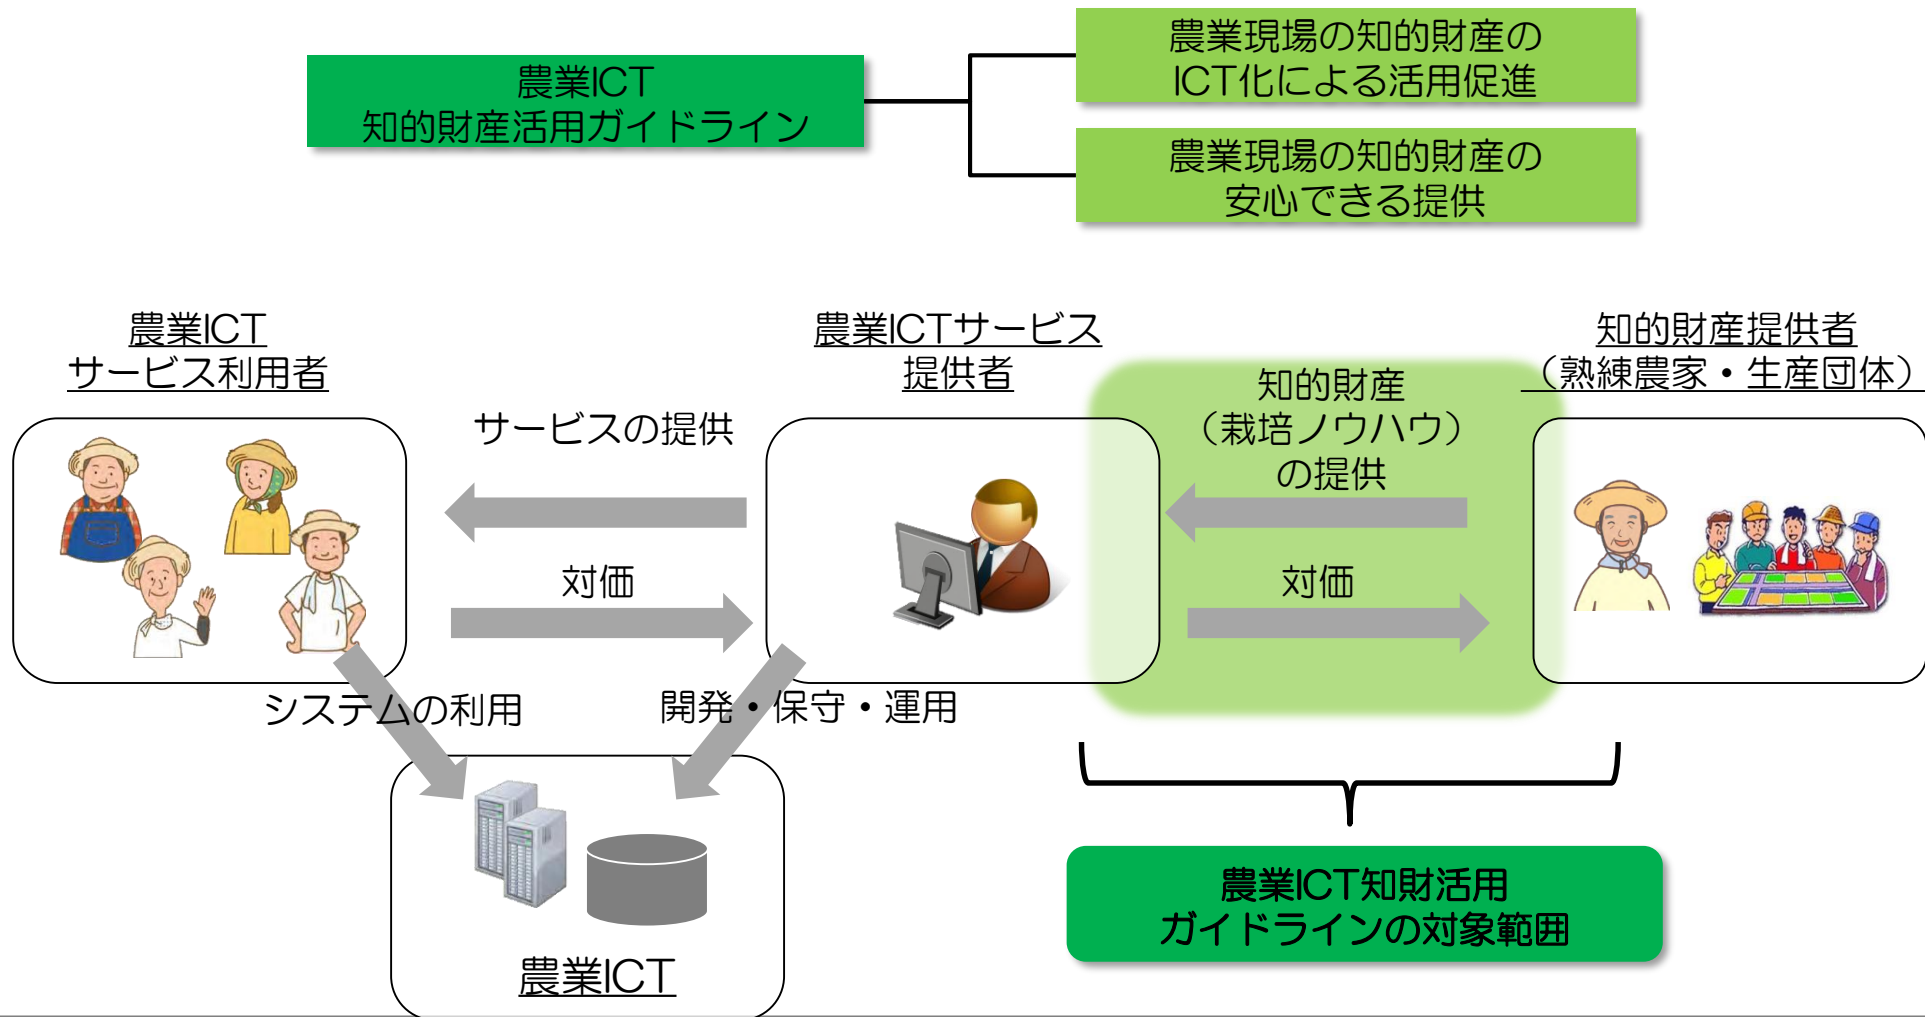 農業ICT
知的財産活用ガイドライン
農業現場の知的財産の
ICT化による活用促進
農業現場の知的財産の
安心できる提供
農業ICT
サービス利用者
農業ICTサービス
提供者
知的財産提供者
（熟練農家・生産団体）
サービスの提供
対価
知的財産
（栽培ノウハウ）
の提供
対価
システムの利用
開発・保守・運用
農業ICT
農業ICT知財活用
ガイドラインの対象範囲